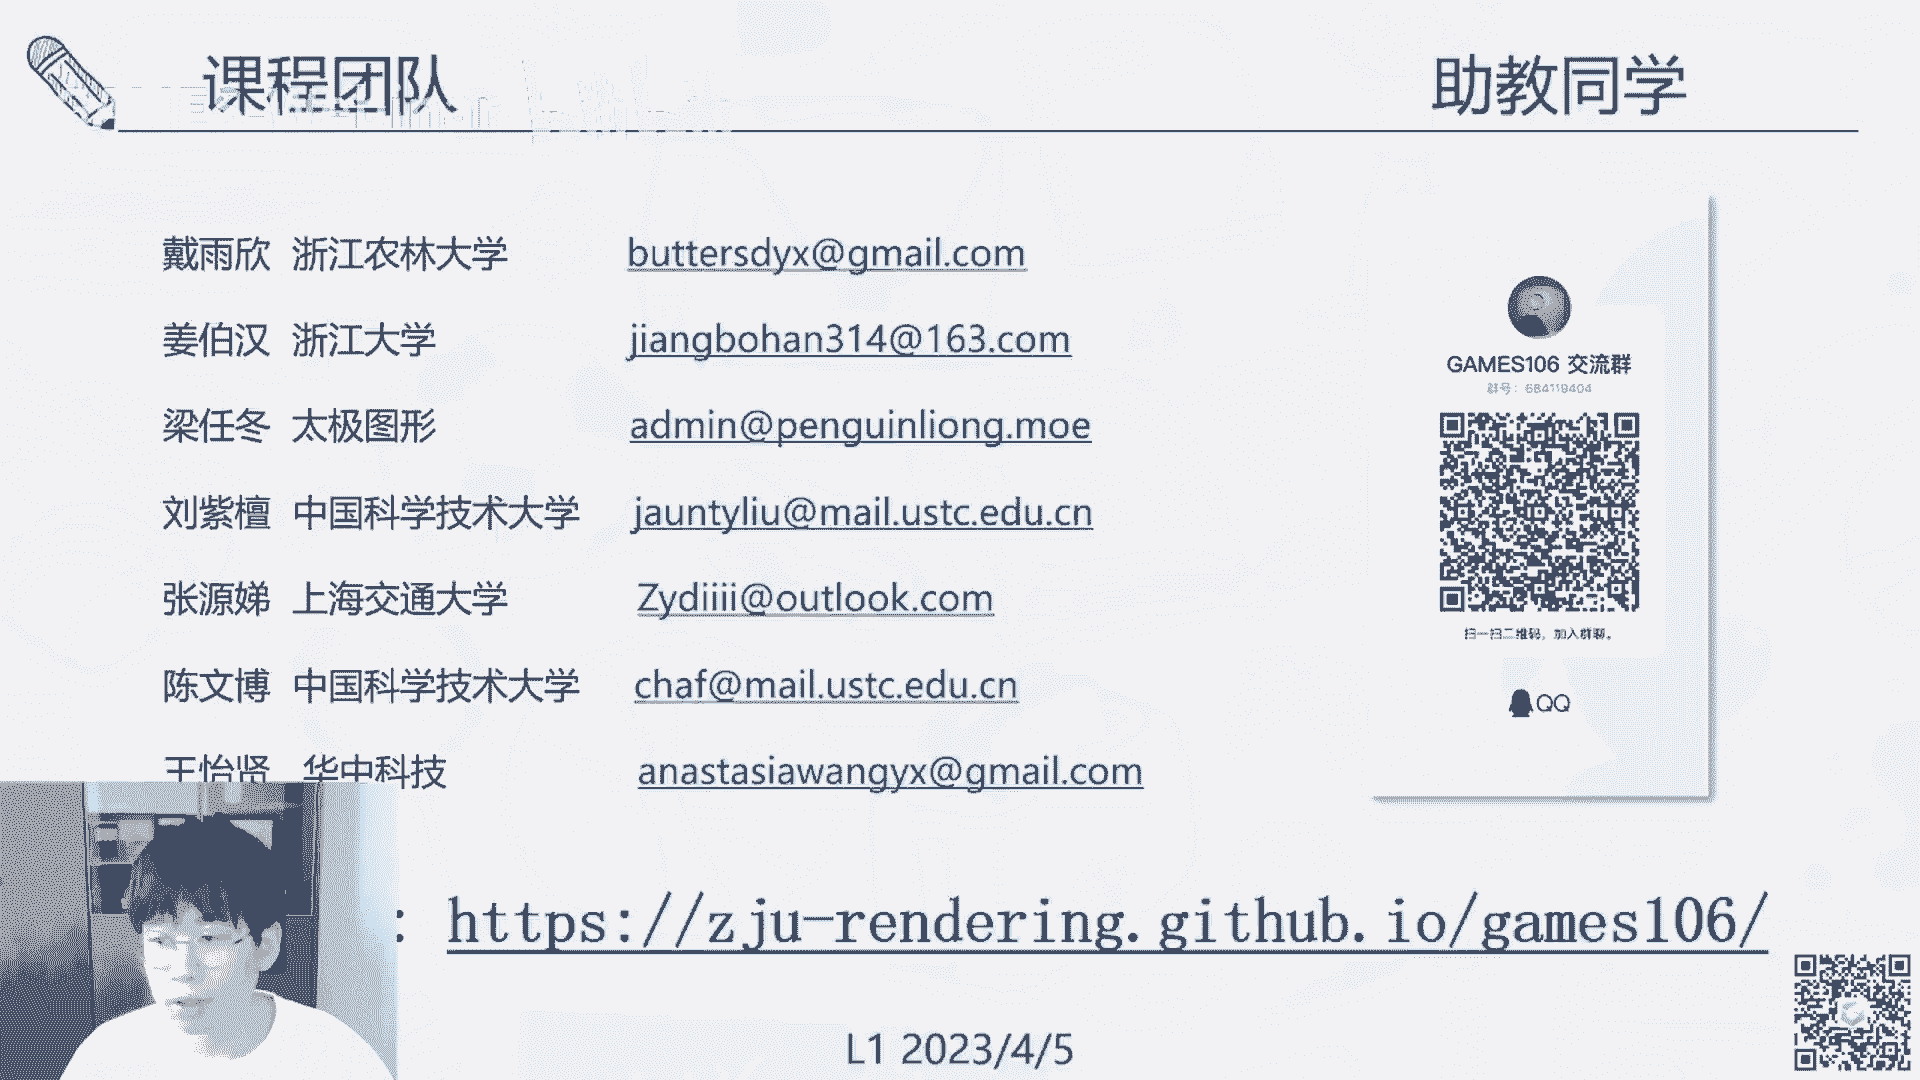 课程团队
助教同学
戴雨欣 浙江农林大学 buttersdyx@gmail.com
姜伯汉 浙江大学 jiangbohan314@163.com
梁任冬 太极图形 admin@penguinliong.moe
刘紫檀 中国科学技术大学 jauntyliu@mail.ustc.edu.cn
张源娣 上海交通大学 Zydiiii@outlook.com
陈文博 中国科学技术大学 chaf@mail.ustc.edu.cn
王怡贤 华中科技 anastasiawangyx@gmail.com
GAMES106 交流群
群号：684119404
扫一扫二维码，加入群聊。
QQ
: https://zju-rendering.github.io/games106/
L1 2023/4/5